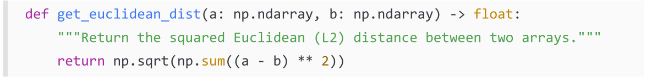 def get_euclidean_dist(a: np.ndarray, b: np.ndarray) -> float:
    """Return the squared Euclidean (L2) distance between two arrays."""
    return np.sqrt(np.sum((a - b) ** 2))